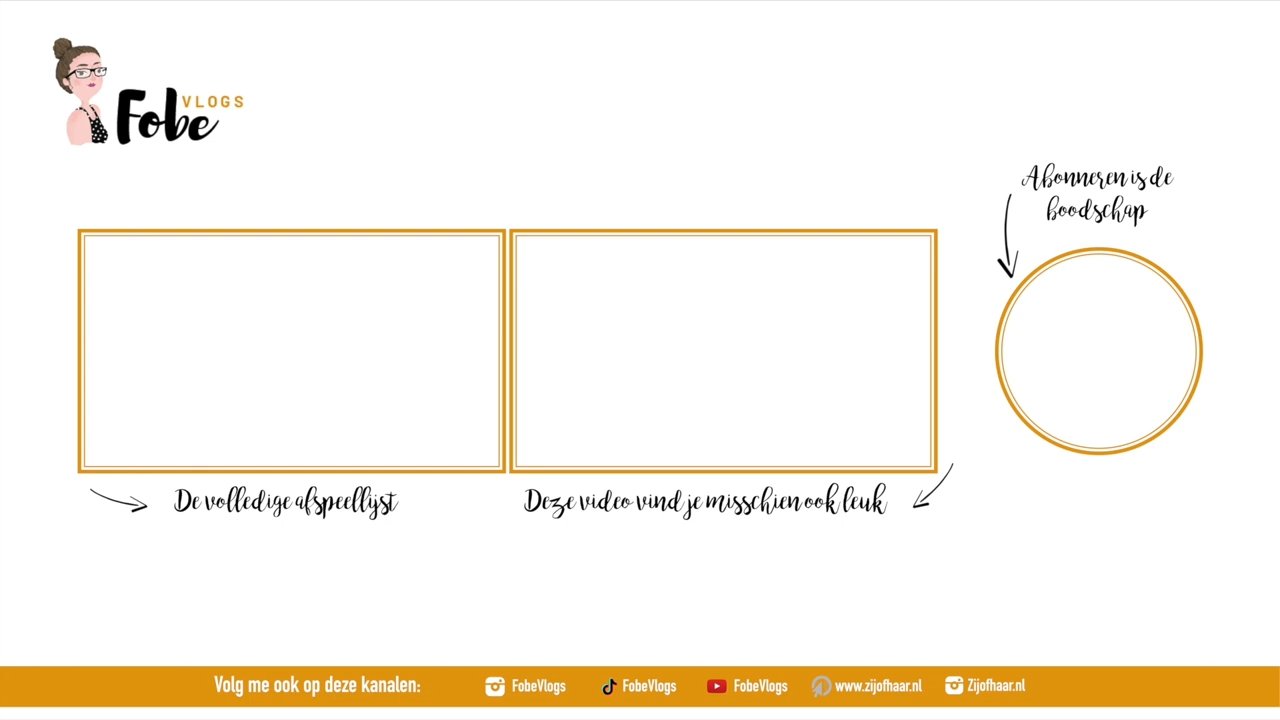 VLOGS
Fobe
Abonneren is de
boodschap
De volledige afspeellijst
Deze video vind je misschien ook leuk
Volg me ook op deze kanalen: FobeVlogs FobeVlogs FobeVlogs www.zijofhaar.nl Zijofhaar.nl